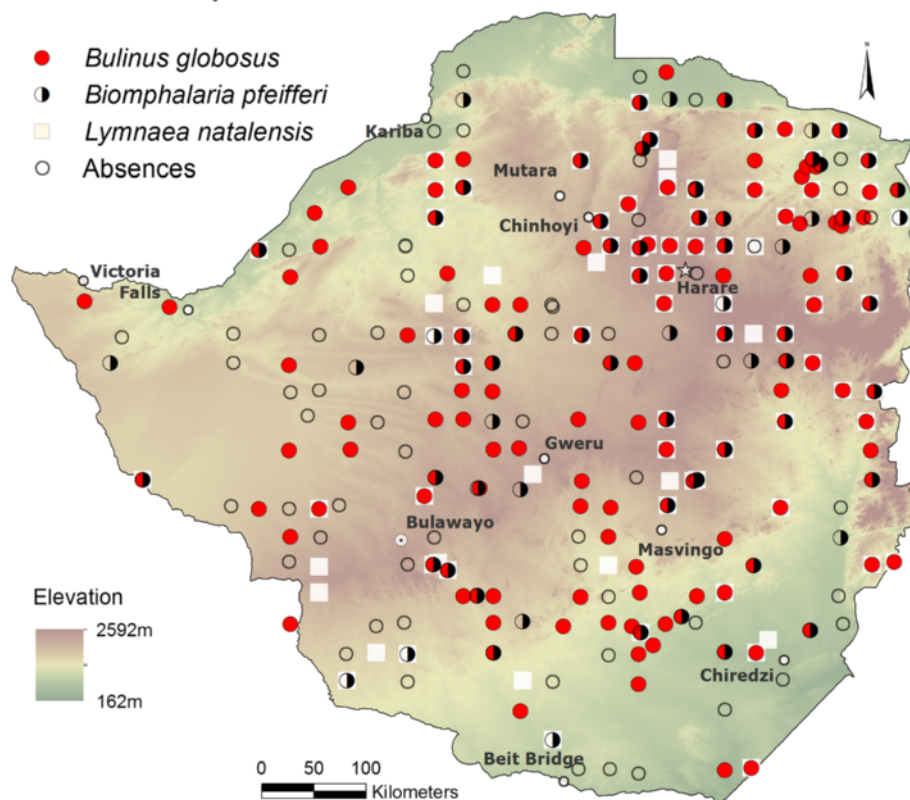 N
Bulinus globosus
Biomphalaria pfeifferi
Lymnaea natalensis
Absences
Kariba
Mutara
Chinhoyi
Victoria
Falls
Harare
Gweru
Bulawayo
Masvingo
Elevation
2592m
162m
Chiredzi
Beit Bridge
0 50 100
Kilometers